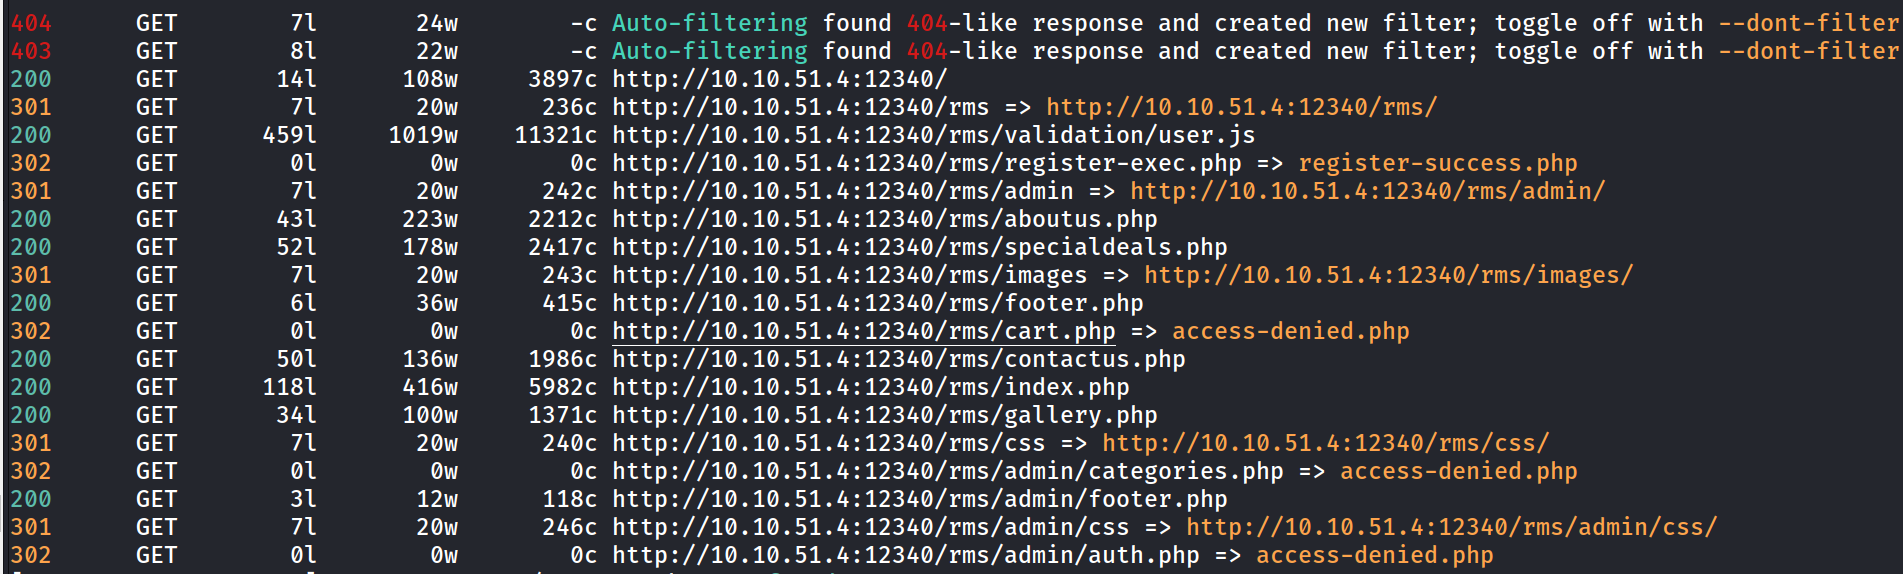 404 GET 7l 24w -c Auto-filtering found 404-like response and created new filter; toggle off with --dont-filter
403 GET 8l 22w -c Auto-filtering found 404-like response and created new filter; toggle off with --dont-filter
200 GET 14l 108w 3897c http://10.10.51.4:12340/
301 GET 7l 20w 236c http://10.10.51.4:12340/rms => http://10.10.51.4:12340/rms/
200 GET 459l 1019w 11321c http://10.10.51.4:12340/rms/validation/user.js
302 GET 0l 0w 0c http://10.10.51.4:12340/rms/register-exec.php => register-success.php
301 GET 7l 20w 242c http://10.10.51.4:12340/rms/admin => http://10.10.51.4:12340/rms/admin/
200 GET 43l 223w 2212c http://10.10.51.4:12340/rms/aboutus.php
200 GET 52l 178w 2417c http://10.10.51.4:12340/rms/specialdeals.php
301 GET 7l 20w 243c http://10.10.51.4:12340/rms/images => http://10.10.51.4:12340/rms/images/
200 GET 6l 36w 415c http://10.10.51.4:12340/rms/footer.php
302 GET 0l 0w 0c http://10.10.51.4:12340/rms/cart.php => access-denied.php
200 GET 50l 136w 1986c http://10.10.51.4:12340/rms/contactus.php
200 GET 118l 416w 5982c http://10.10.51.4:12340/rms/index.php
200 GET 34l 100w 1371c http://10.10.51.4:12340/rms/gallery.php
301 GET 7l 20w 240c http://10.10.51.4:12340/rms/css => http://10.10.51.4:12340/rms/css/
302 GET 0l 0w 0c http://10.10.51.4:12340/rms/admin/categories.php => access-denied.php
200 GET 3l 12w 118c http://10.10.51.4:12340/rms/admin/footer.php
301 GET 7l 20w 246c http://10.10.51.4:12340/rms/admin/css => http://10.10.51.4:12340/rms/admin/css/
302 GET 0l 0w 0c http://10.10.51.4:12340/rms/admin/auth.php => access-denied.php